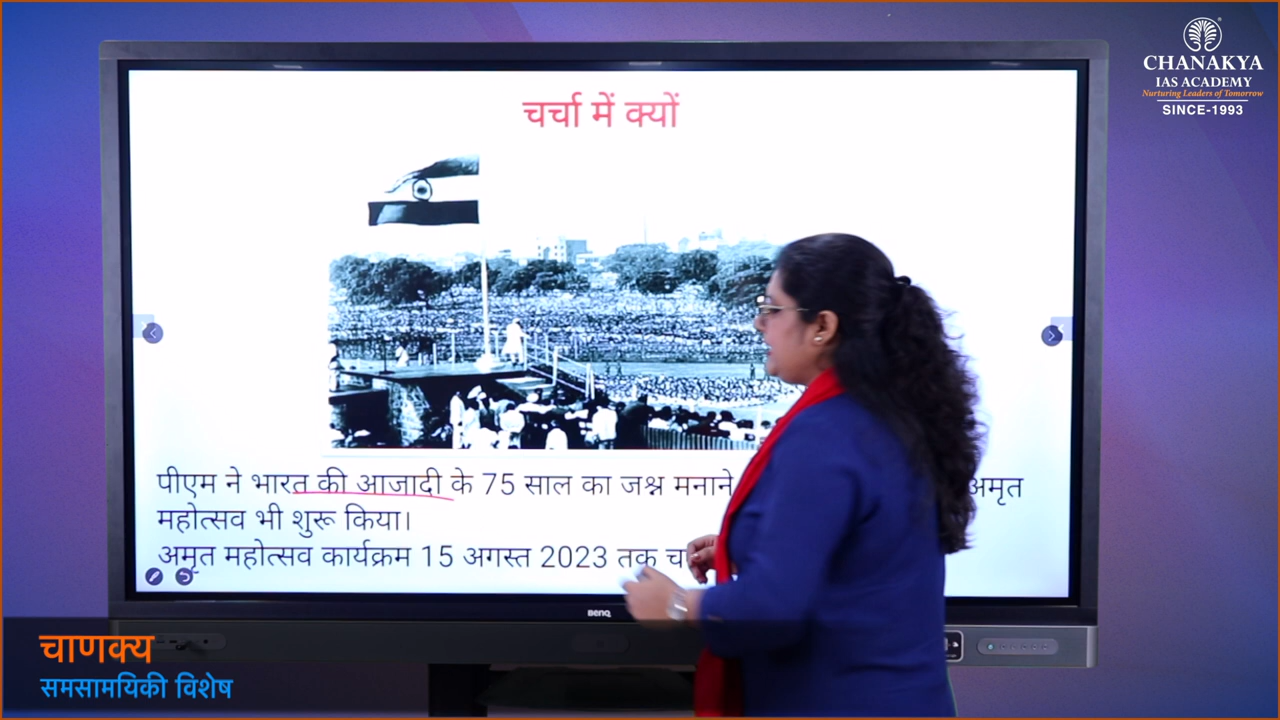 CHANAKYA
IAS ACADEMY
Nurturing Leaders of Tomorrow
SINCE-1993
चर्चा में क्यों
पीएम ने भारत की आजादी के 75 साल का जश्न मनाने अमृत
महोत्सव भी शुरू किया।
अमृत महोत्सव कार्यक्रम 15 अगस्त 2023 तक
BenQ
चाणक्य
समसामयिकी विशेष